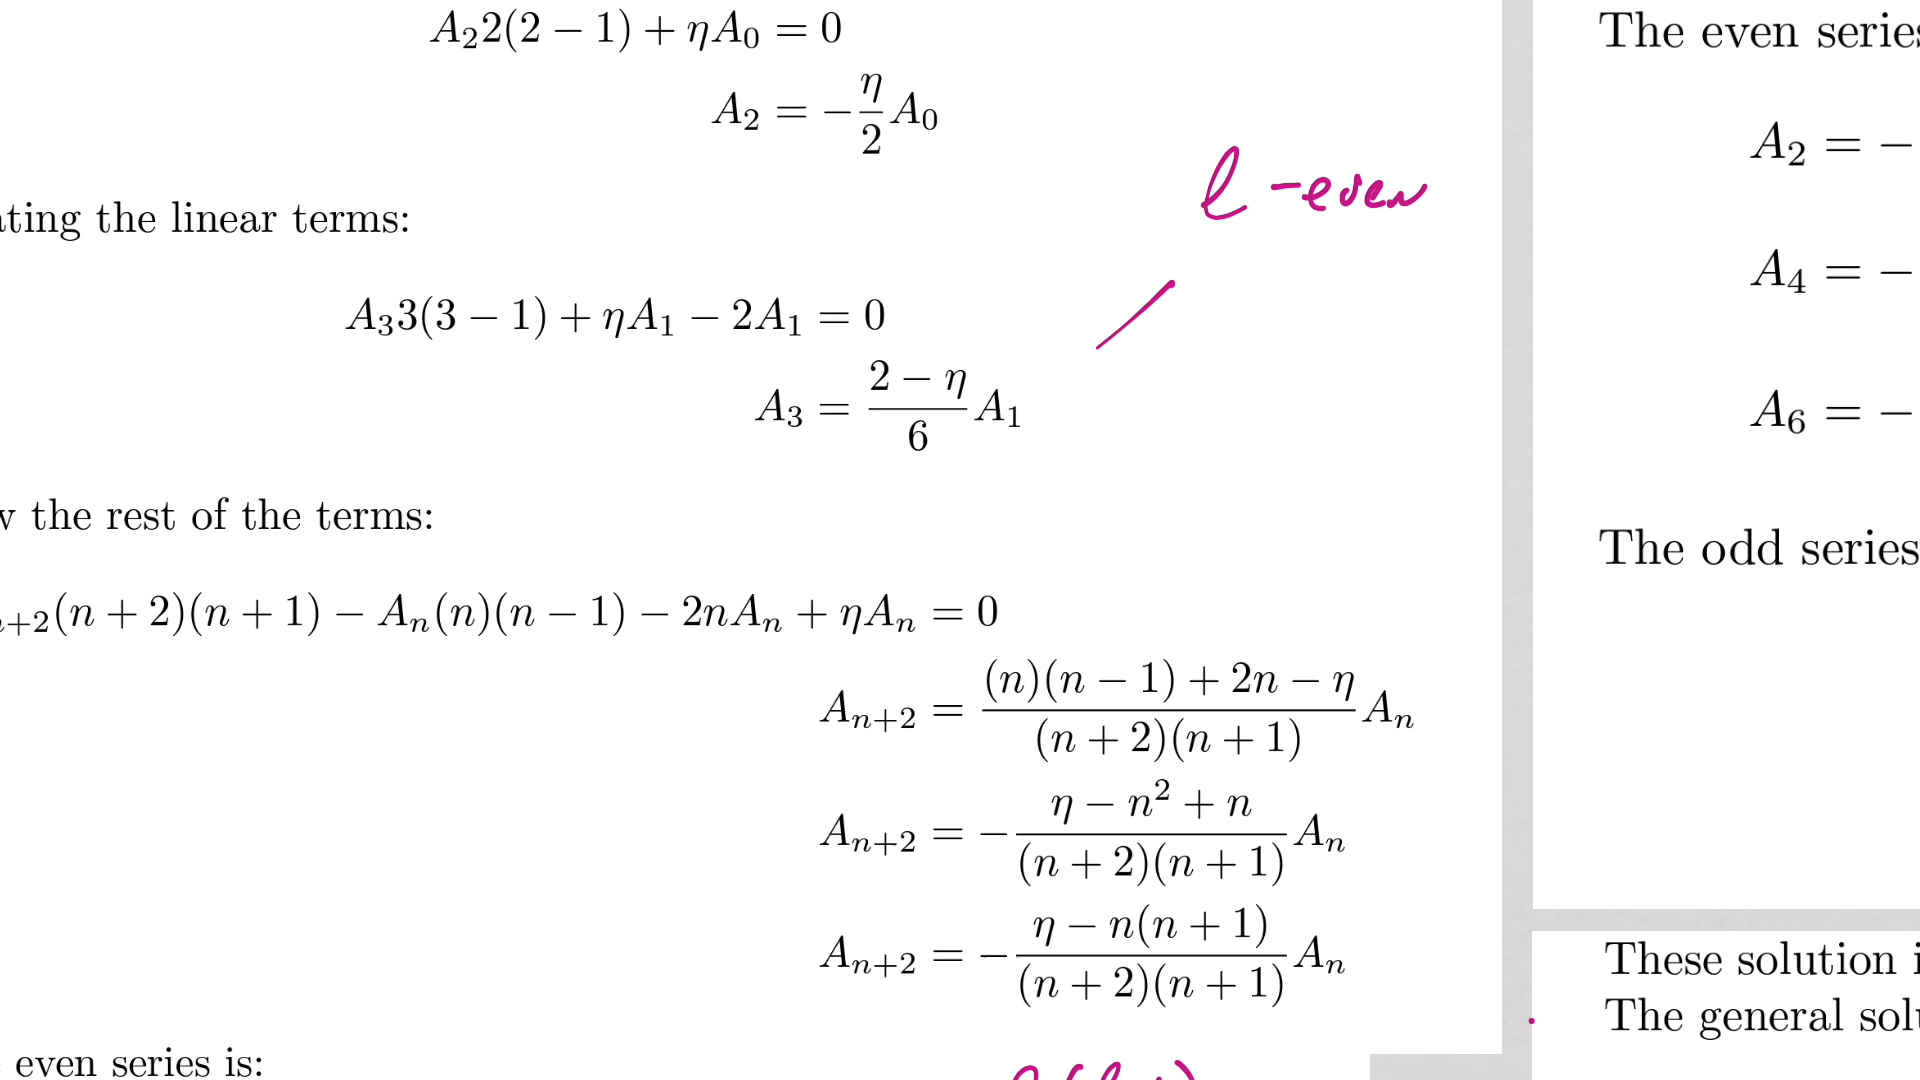 A₂2(2 − 1) + ηA₀ = 0
A₂ = −η/2 A₀
ℓ -even
ating the linear terms:
A₃3(3 − 1) + ηA₁ − 2A₁ = 0
A₃ = (2 − η)/6 A₁
the rest of the terms:
ₙ₊₂(n + 2)(n + 1) − Aₙ(n)(n − 1) − 2nAₙ + ηAₙ = 0
Aₙ₊₂ = ((n)(n − 1) + 2n − η)/((n + 2)(n + 1)) Aₙ
Aₙ₊₂ = −(η − n² + n)/((n + 2)(n + 1)) Aₙ
Aₙ₊₂ = −(η − n(n + 1))/((n + 2)(n + 1)) Aₙ
even series is:
The even series
A₂ = −
A₄ = −
A₆ = −
The odd series
These solution i
The general solu